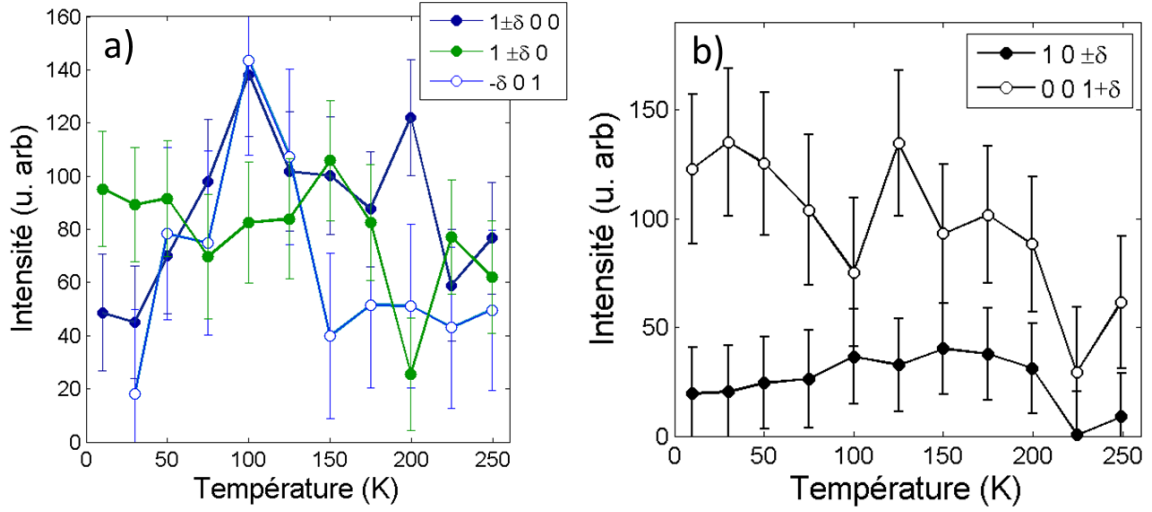 a)
1±δ 0 0
1 ±δ 0
-δ 0 1
Intensité (u. arb)
160
140
120
100
80
60
40
20
0
0 50 100 150 200 250
Température (K)
b)
1 0 ±δ
0 0 1+δ
Intensité (u. arb)
150
100
50
0
0 50 100 150 200 250
Température (K)